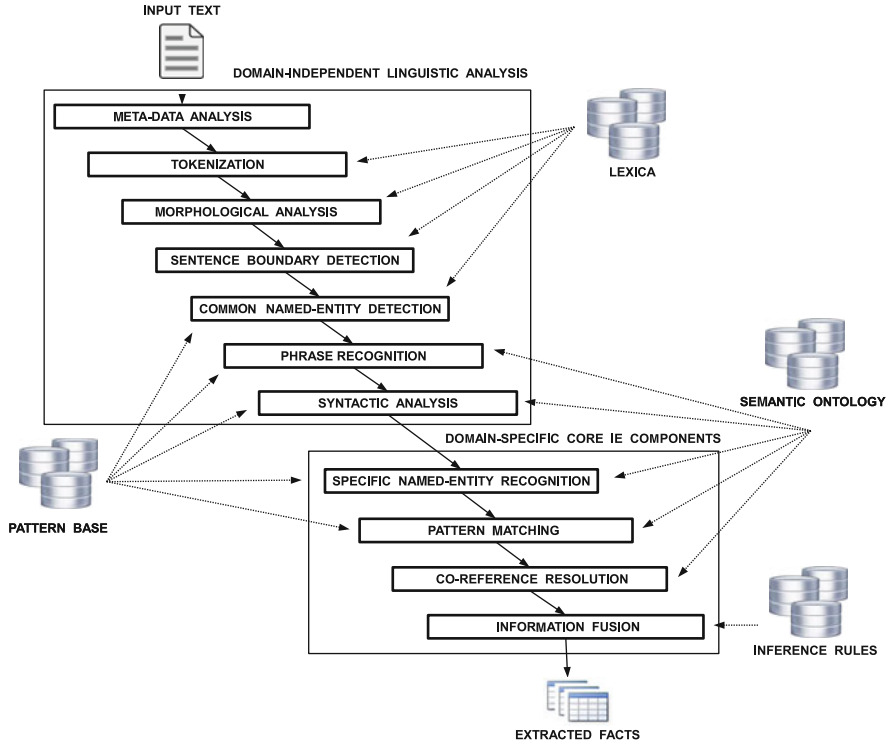 INPUT TEXT
DOMAIN-INDEPENDENT LINGUISTIC ANALYSIS
META-DATA ANALYSIS
TOKENIZATION
LEXICA
MORPHOLOGICAL ANALYSIS
SENTENCE BOUNDARY DETECTION
COMMON NAMED-ENTITY DETECTION
PHRASE RECOGNITION
SEMANTIC ONTOLOGY
SYNTACTIC ANALYSIS
DOMAIN-SPECIFIC CORE IE COMPONENTS
SPECIFIC NAMED-ENTITY RECOGNITION
PATTERN BASE
PATTERN MATCHING
CO-REFERENCE RESOLUTION
INFORMATION FUSION
INFERENCE RULES
EXTRACTED FACTS